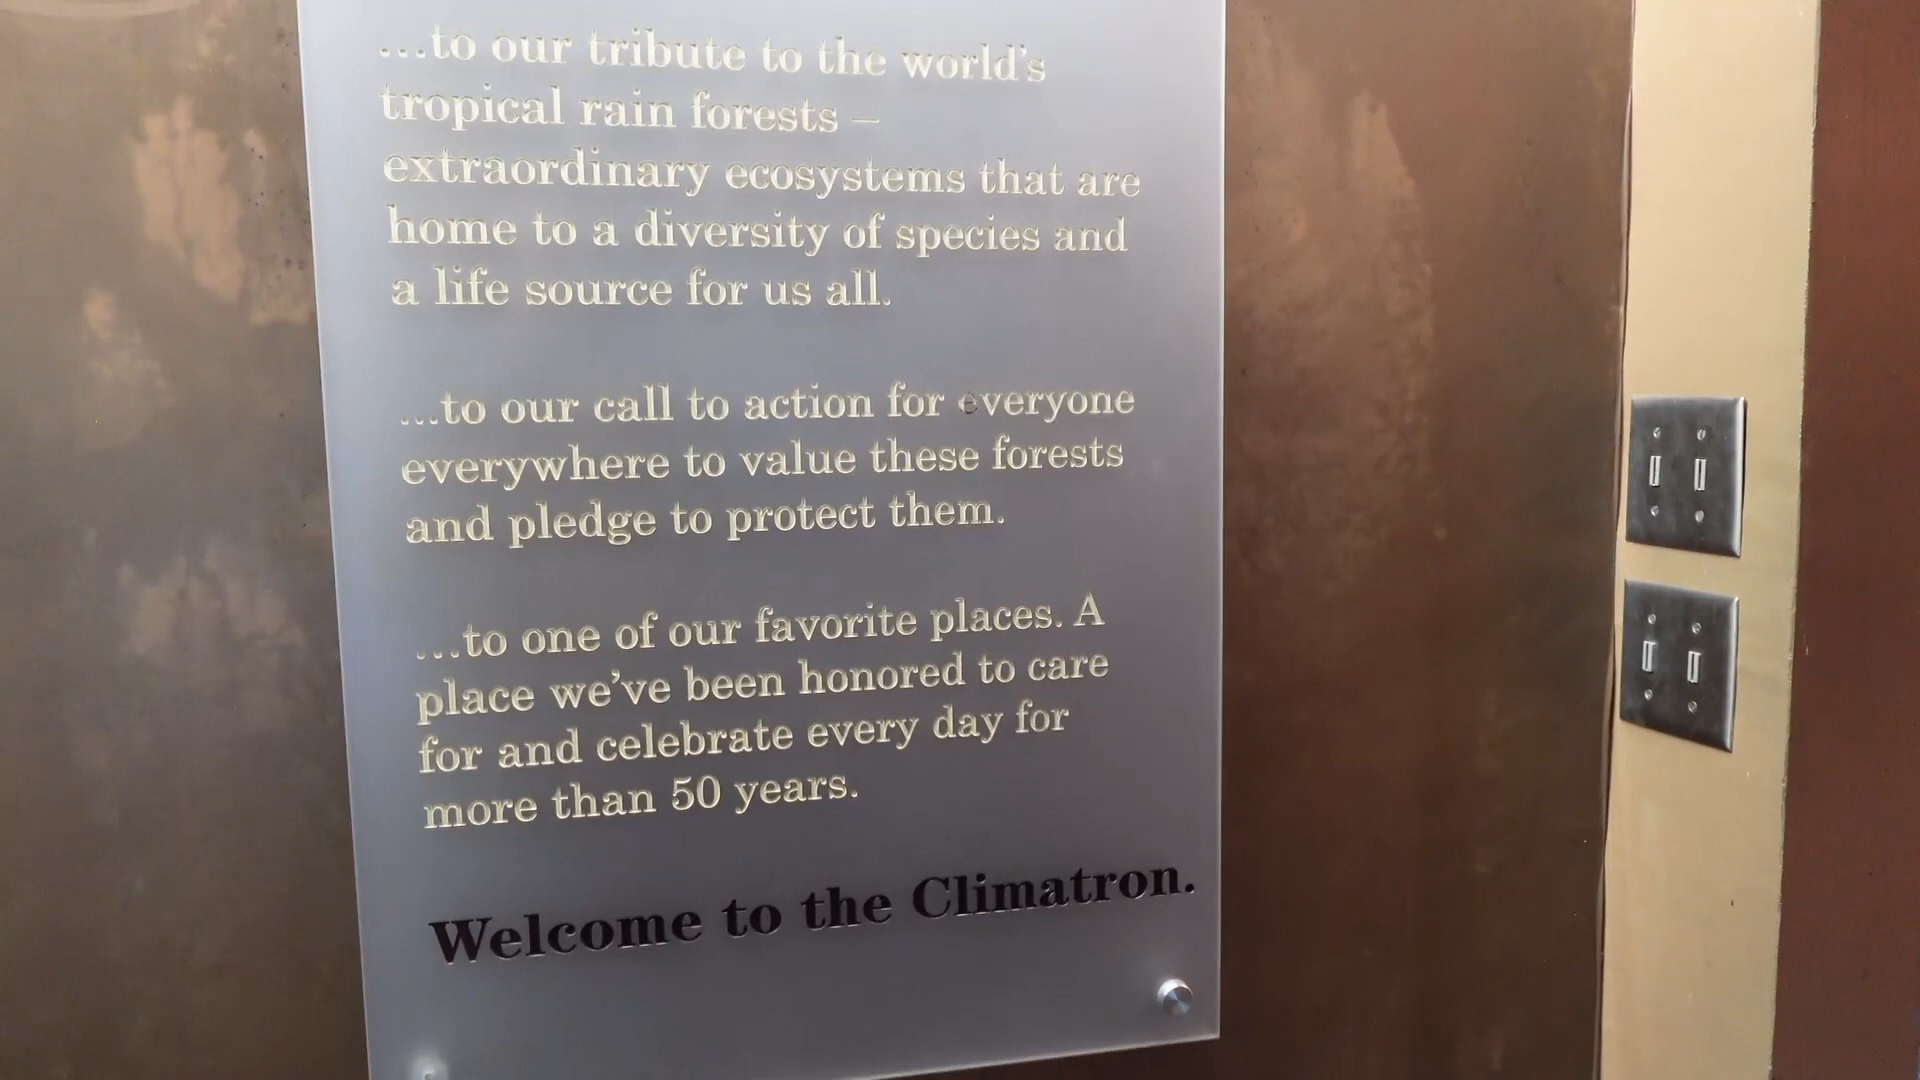 ...to our tribute to the world's
tropical rain forests –
extraordinary ecosystems that are
home to a diversity of species and
a life source for us all.
...to our call to action for everyone
everywhere to value these forests
and pledge to protect them.
...to one of our favorite places. A
place we've been honored to care
for and celebrate every day for
more than 50 years.
Welcome to the Climatron.